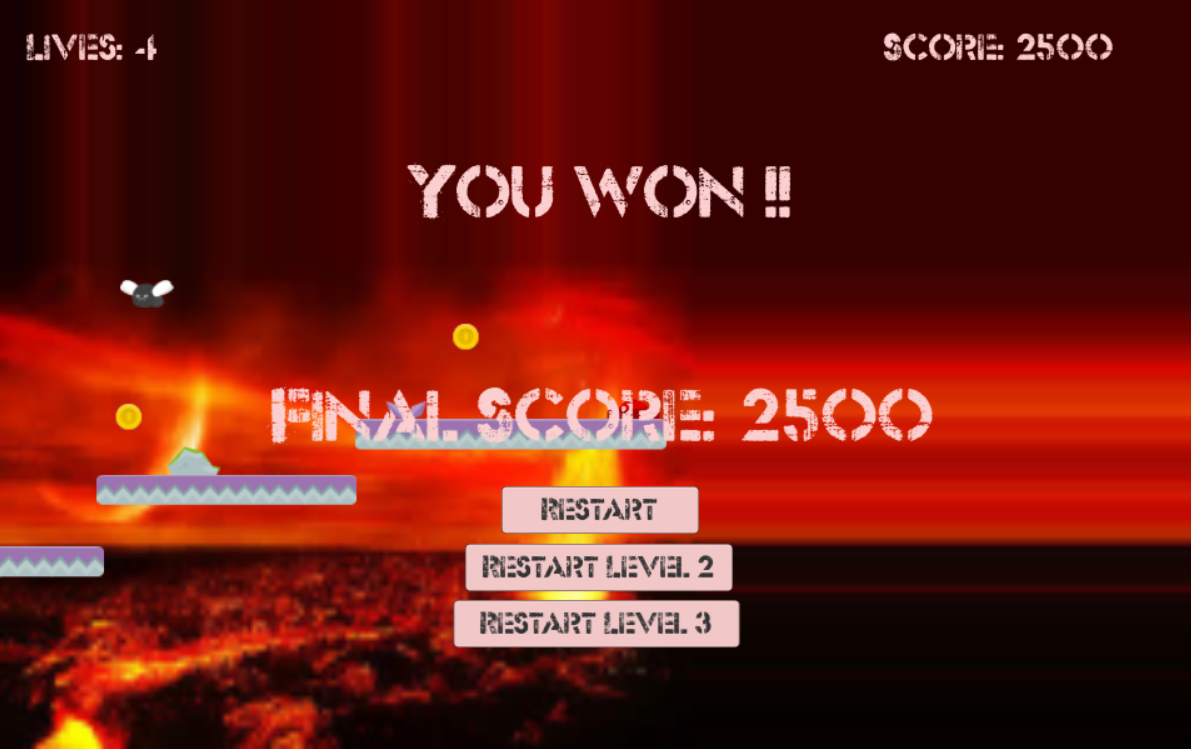 LIVES: 4
SCORE: 2500
YOU WON !!
FINAL SCORE: 2500
RESTART
RESTART LEVEL 2
RESTART LEVEL 3